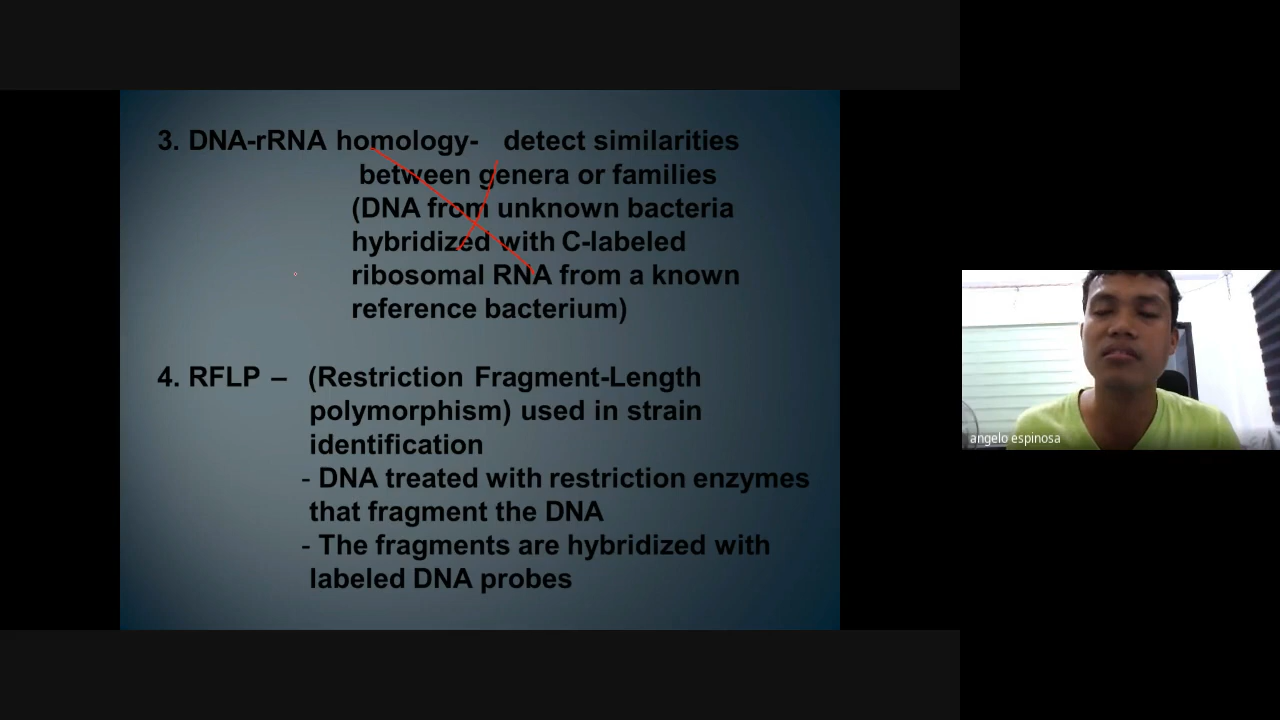 3. DNA-rRNA homology- detect similarities
between genera or families
(DNA from unknown bacteria
hybridized with C-labeled
ribosomal RNA from a known
reference bacterium)
4. RFLP – (Restriction Fragment-Length
polymorphism) used in strain
identification
- DNA treated with restriction enzymes
that fragment the DNA
- The fragments are hybridized with
labeled DNA probes
angelo espinosa